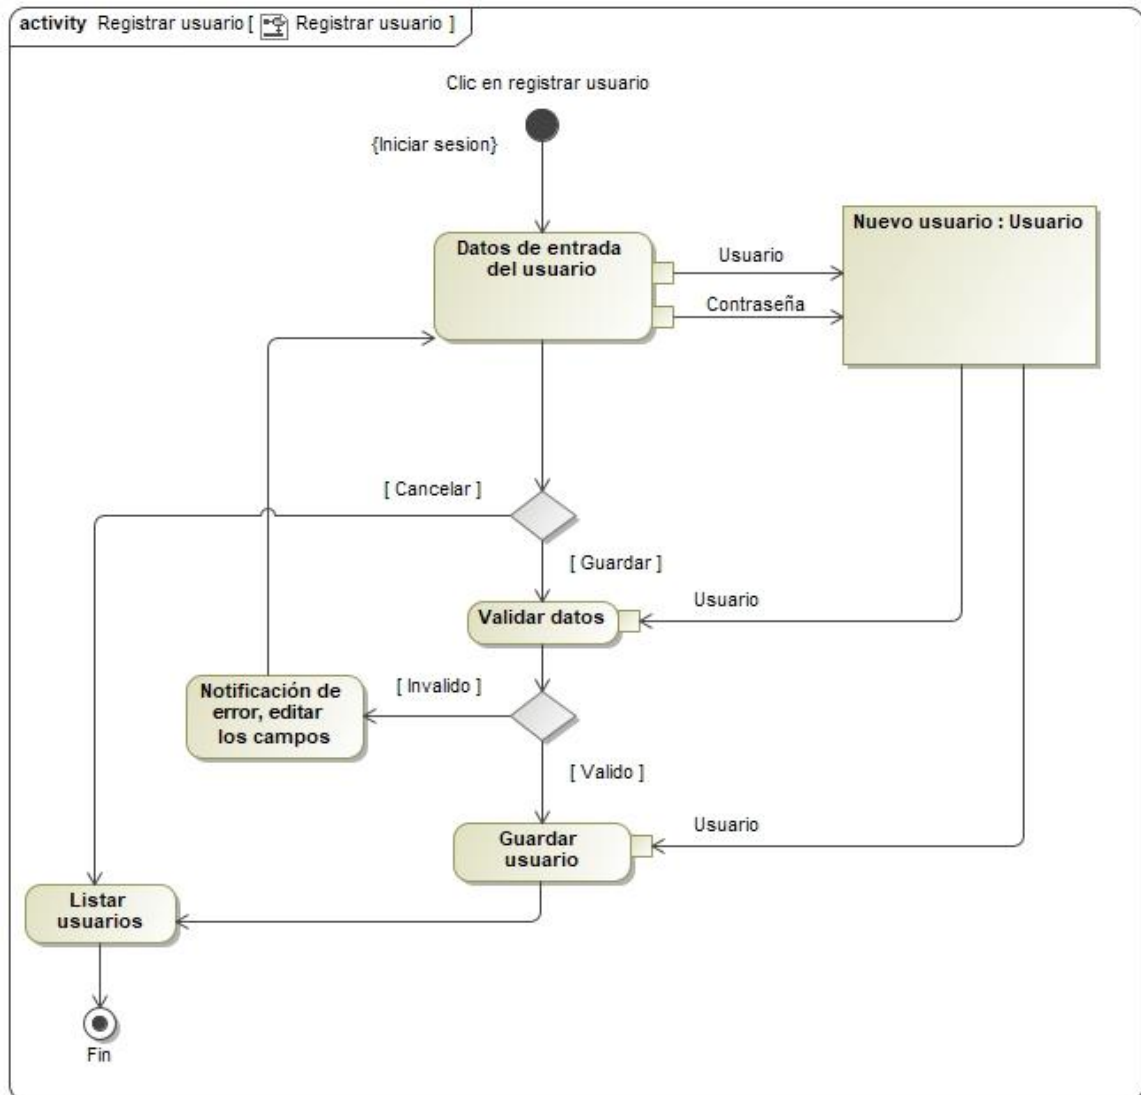 activity Registrar usuario [ Registrar usuario ]
Clic en registrar usuario
{Iniciar sesion}
Datos de entrada
del usuario
Usuario
Contraseña
Nuevo usuario : Usuario
[ Cancelar ]
[ Guardar ]
Validar datos
Usuario
[ Invalido ]
Notificación de
error, editar
los campos
[ Valido ]
Guardar
usuario
Usuario
Listar
usuarios
Fin